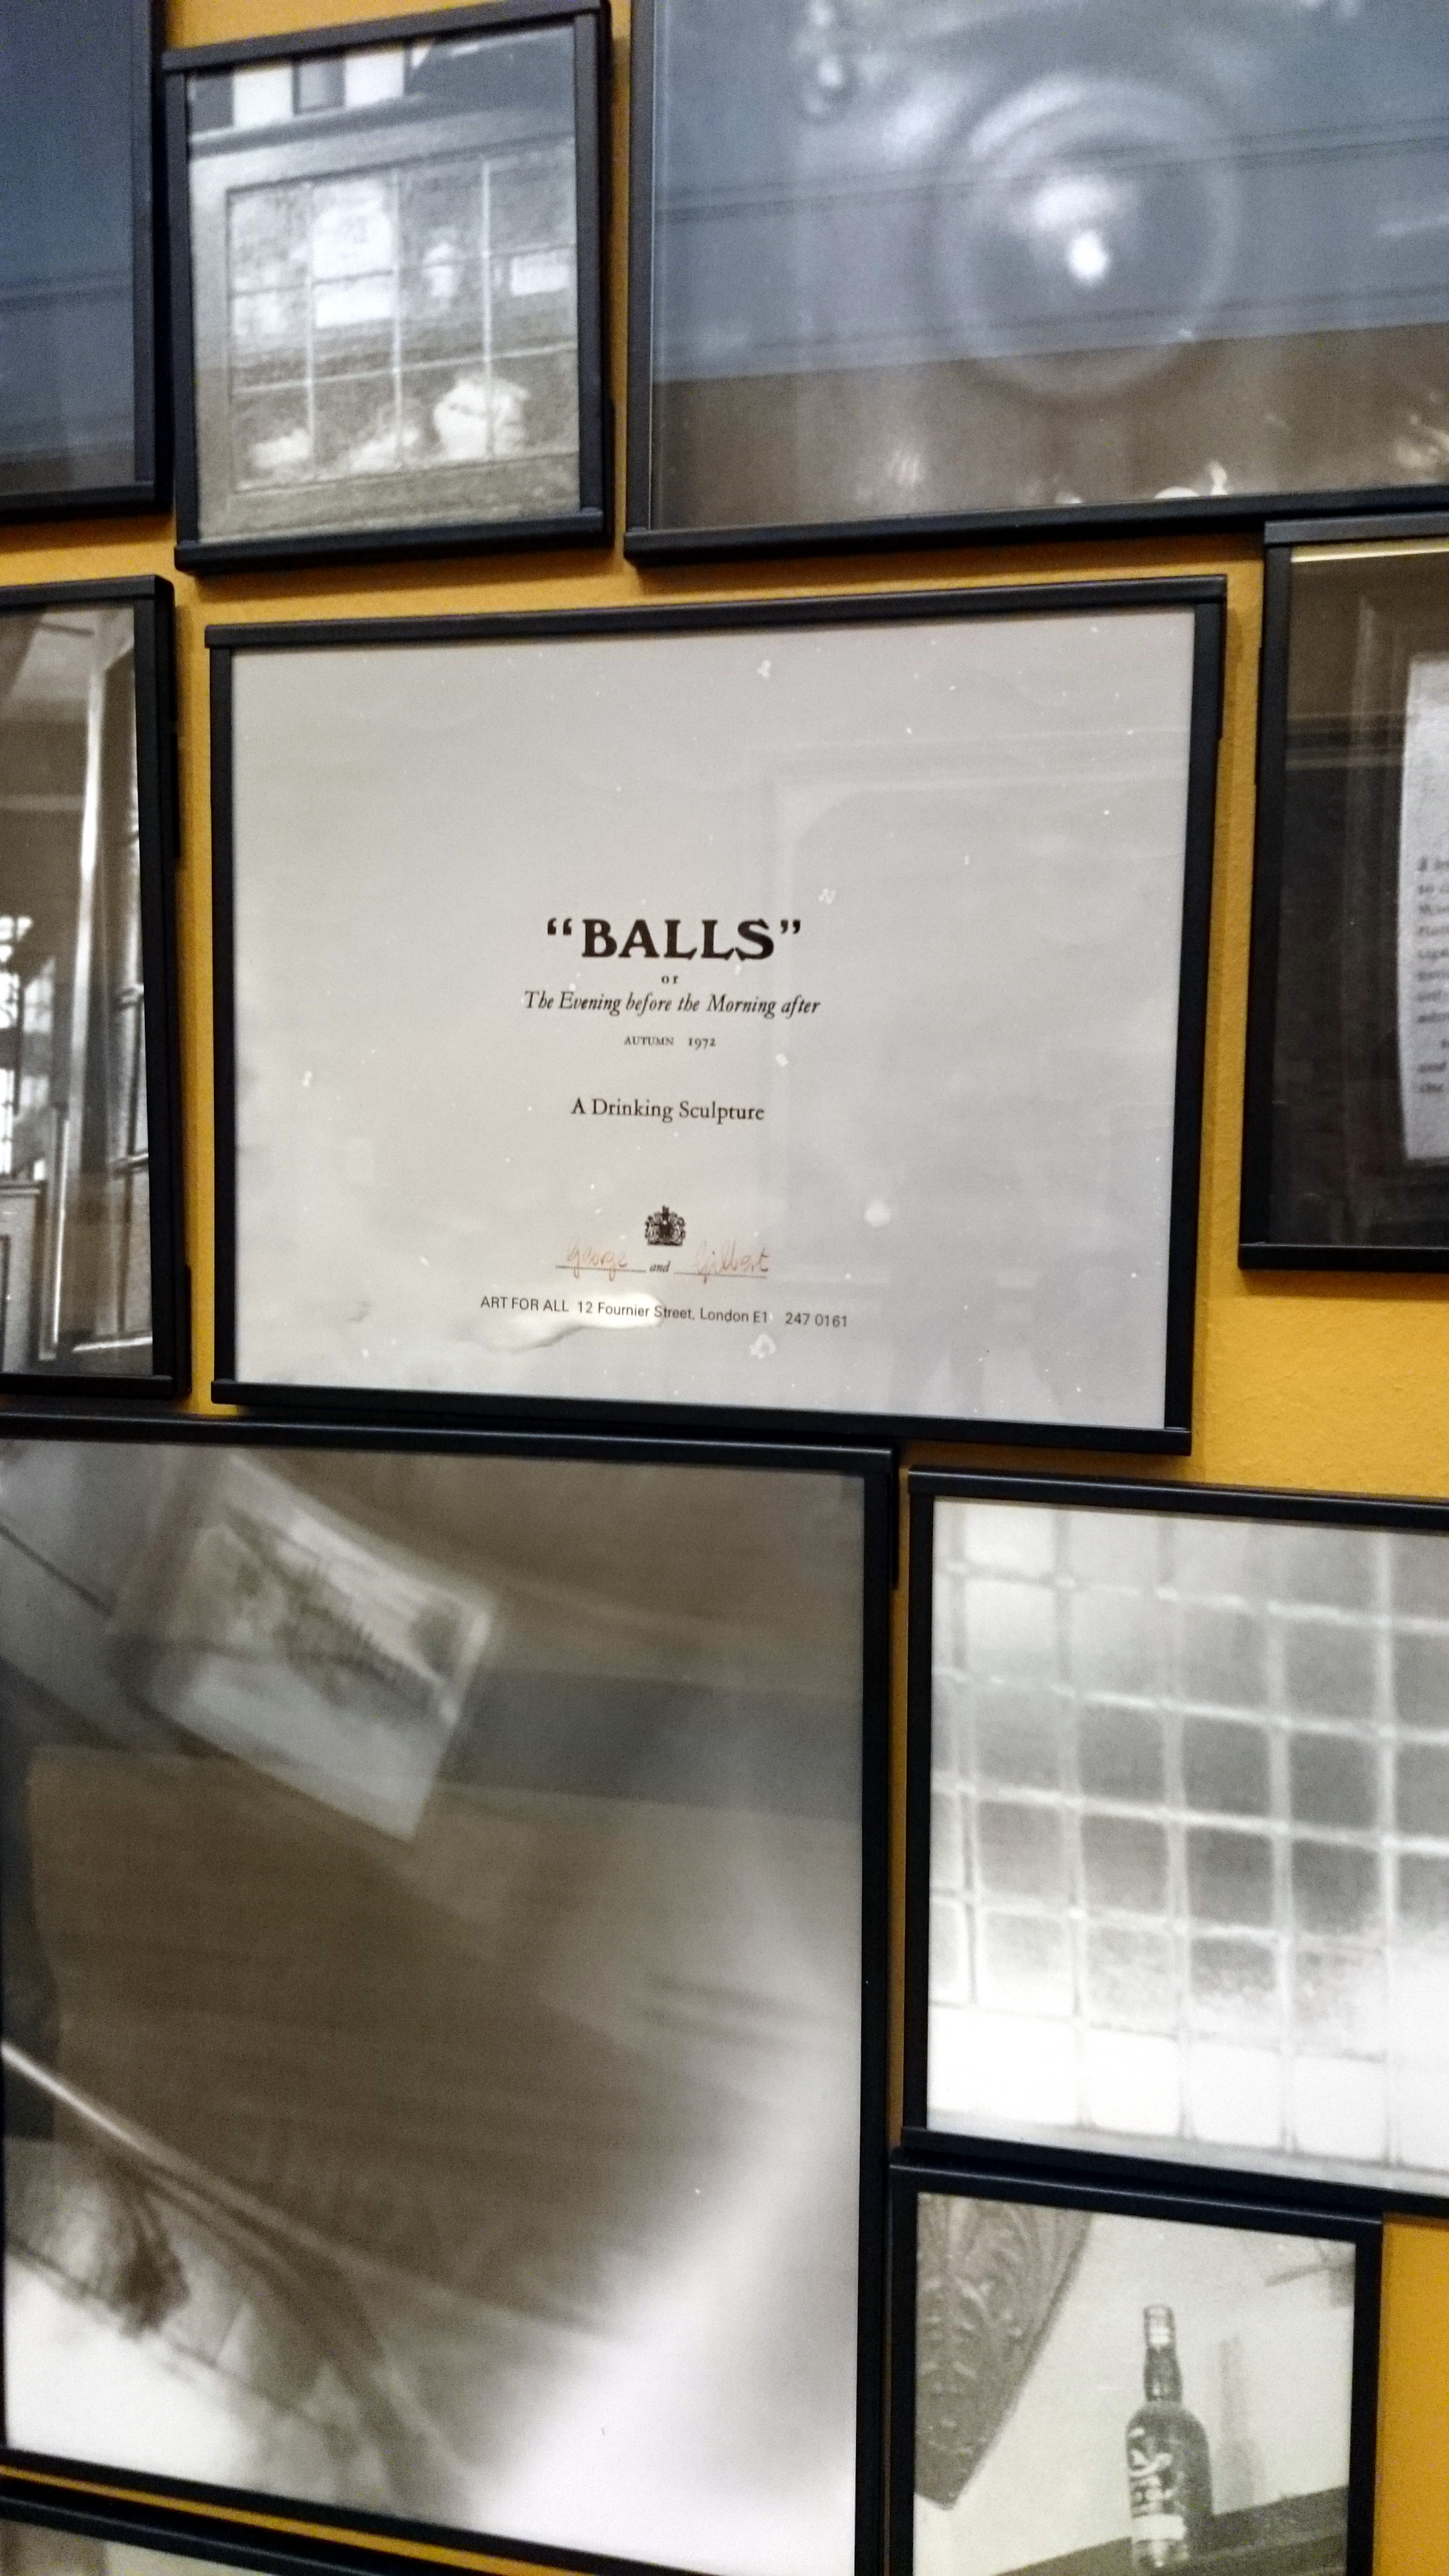 “BALLS”
or
The Evening before the Morning after
AUTUMN 1972
A Drinking Sculpture
George and Gilbert
ART FOR ALL 12 Fournier Street, London E1 247 0161